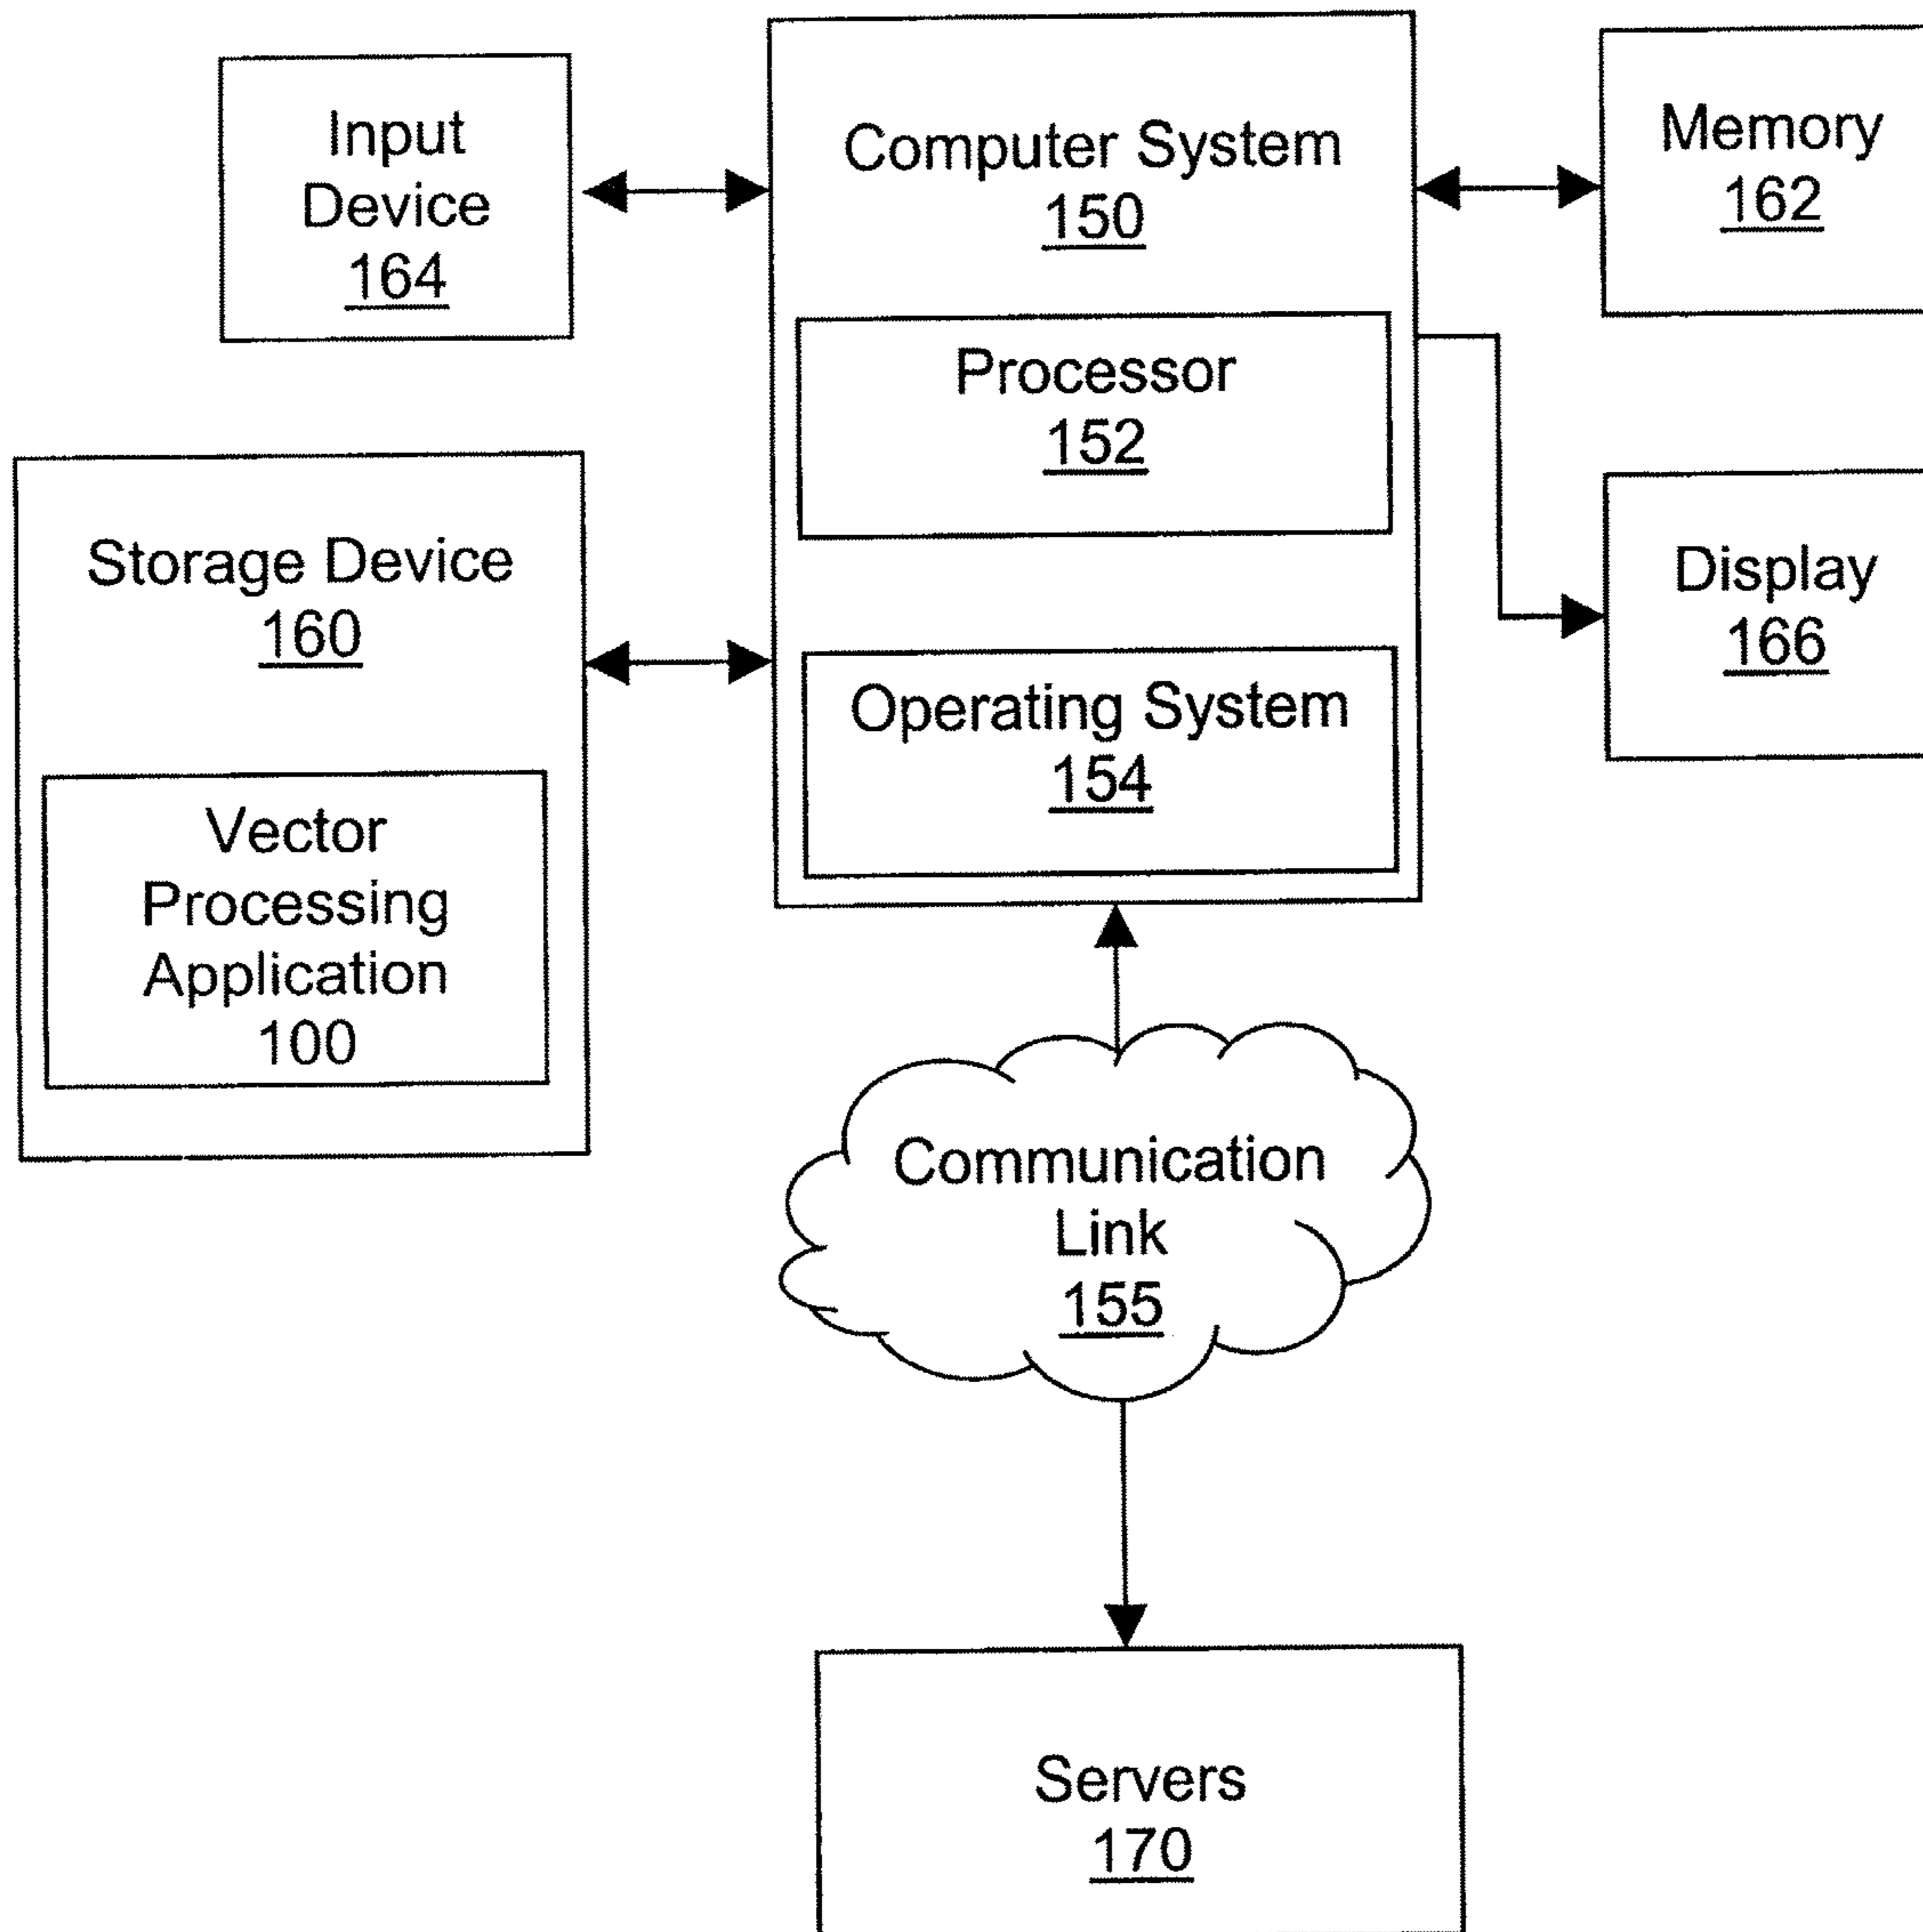 Input
Device
164
Computer System
150
Memory
162
Processor
152
Storage Device
160
Display
166
Operating System
154
Vector
Processing
Application
100
Communication
Link
155
Servers
170